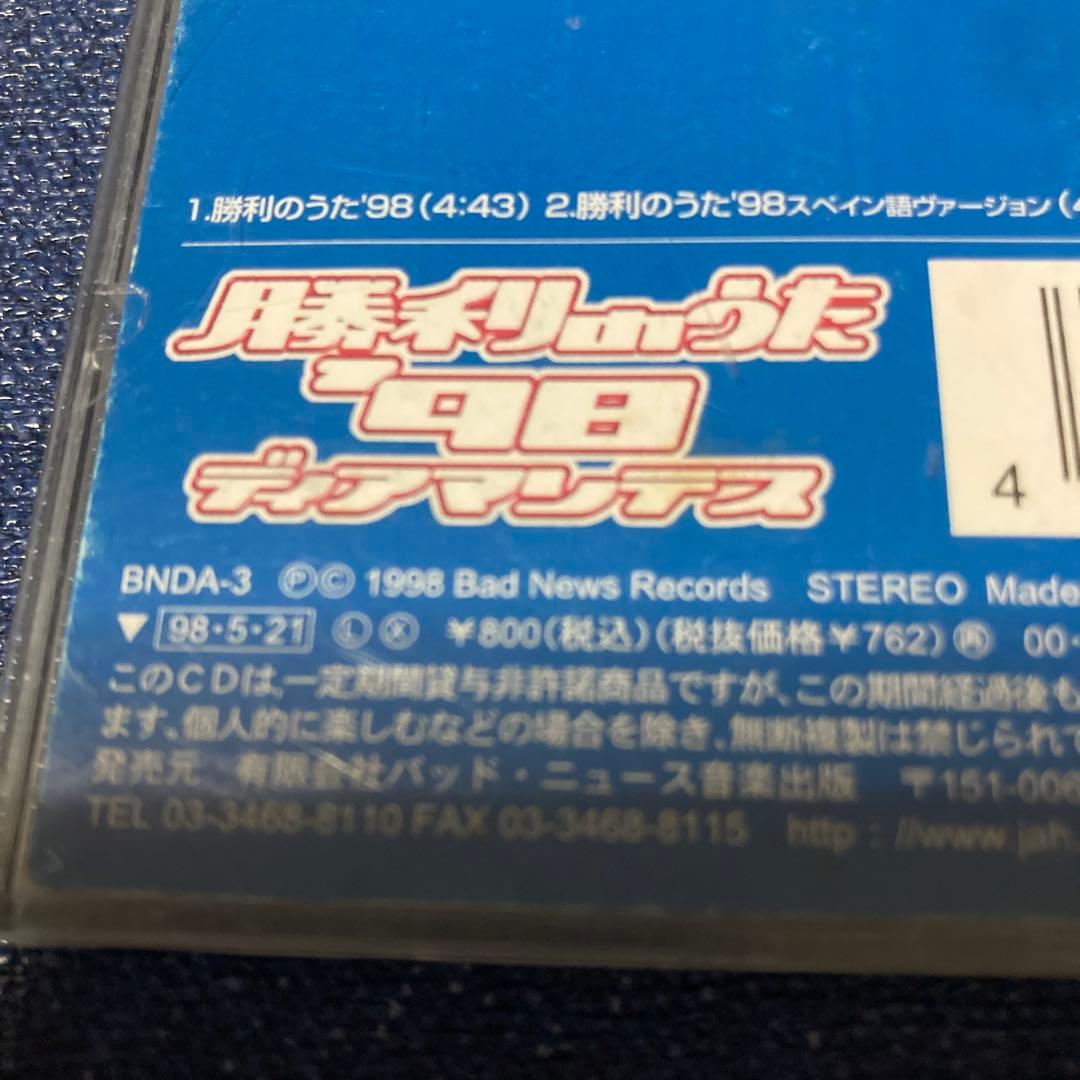 1.勝利のうた'98(4:43) 2.勝利のうた'98スペイン語ヴァージョン(4
勝利のうた
'98
ディアマンテス
4
BNDA-3 ℗© 1998 Bad News Records STEREO Made
▼ 98・5・21 Ⓛ Ⓧ ¥800(税込)(税抜価格¥762) Ⓡ 00-
このCDは、一定期間貸与非許諾商品ですが、この期間経過後も
ます。個人的に楽しむなどの場合を除き、無断複製は禁じられて
発売元 有限会社バッド・ニュース音楽出版 〒151-006
TEL 03-3468-8110 FAX 03-3468-8115 http://www.jah.